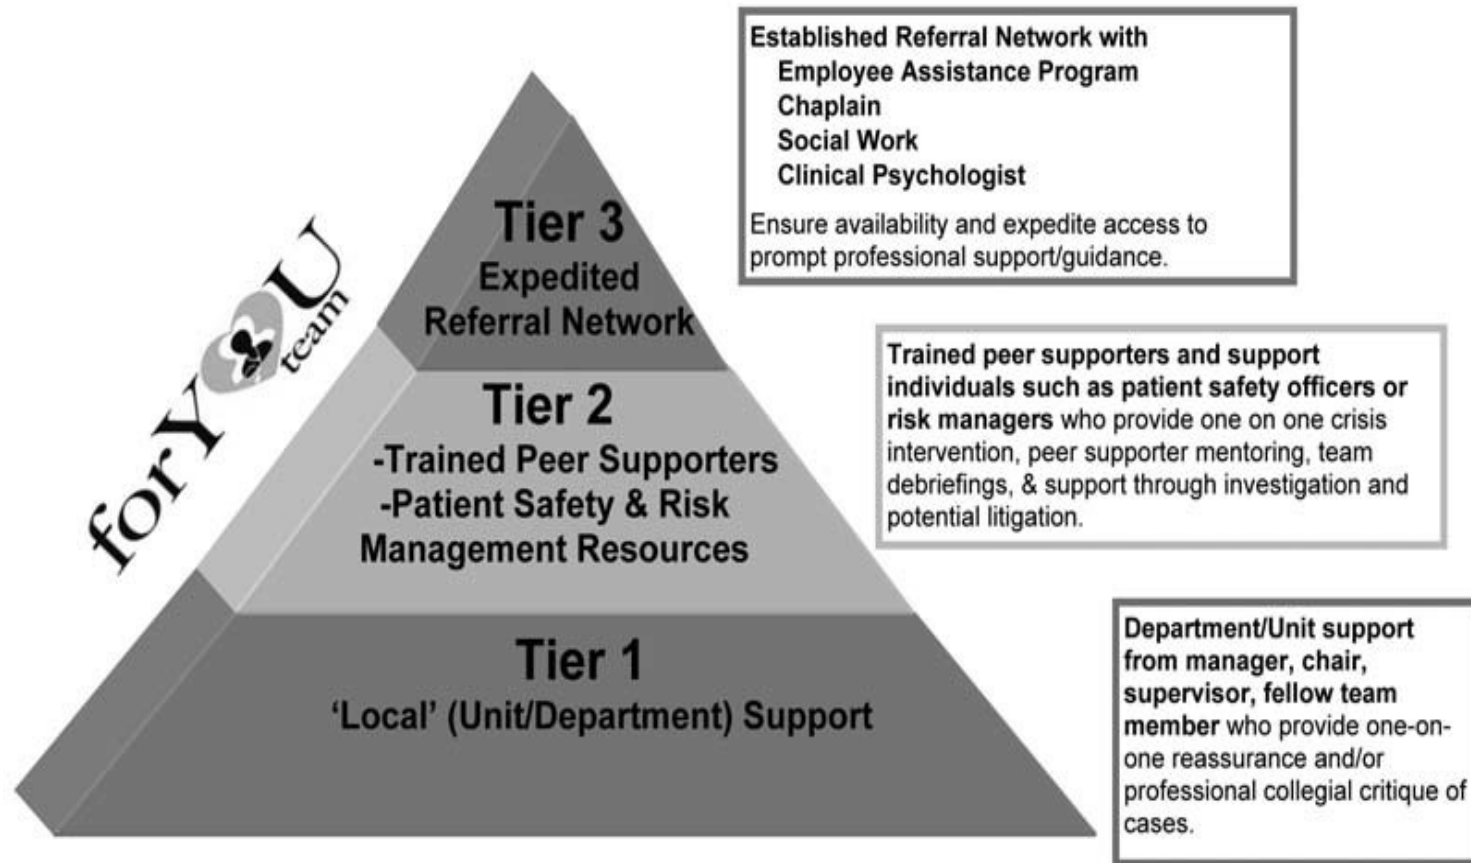 Established Referral Network with
Employee Assistance Program
Chaplain
Social Work
Clinical Psychologist
Ensure availability and expedite access to
prompt professional support/guidance.
forYOU
team
Tier 3
Expedited
Referral Network
Trained peer supporters and support
individuals such as patient safety officers or
risk managers who provide one on one crisis
intervention, peer supporter mentoring, team
debriefings, & support through investigation and
potential litigation.
Tier 2
-Trained Peer Supporters
-Patient Safety & Risk
Management Resources
Tier 1
‘Local’ (Unit/Department) Support
Department/Unit support
from manager, chair,
supervisor, fellow team
member who provide one-on-
one reassurance and/or
professional collegial critique of
cases.